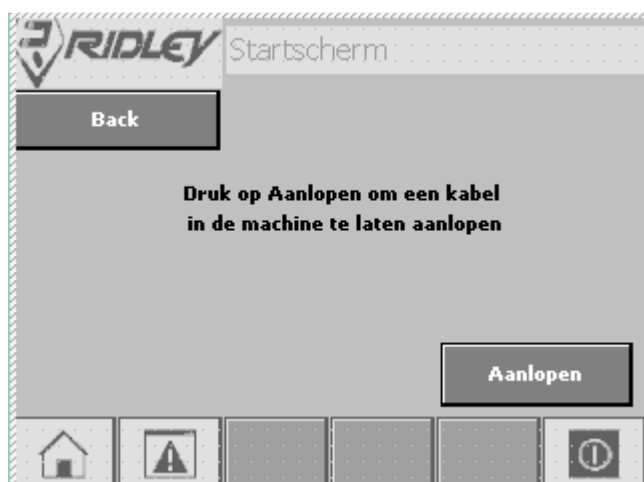 RIDLEY
Startscherm
Back
Druk op Aanlopen om een kabel
in de machine te laten aanlopen
Aanlopen